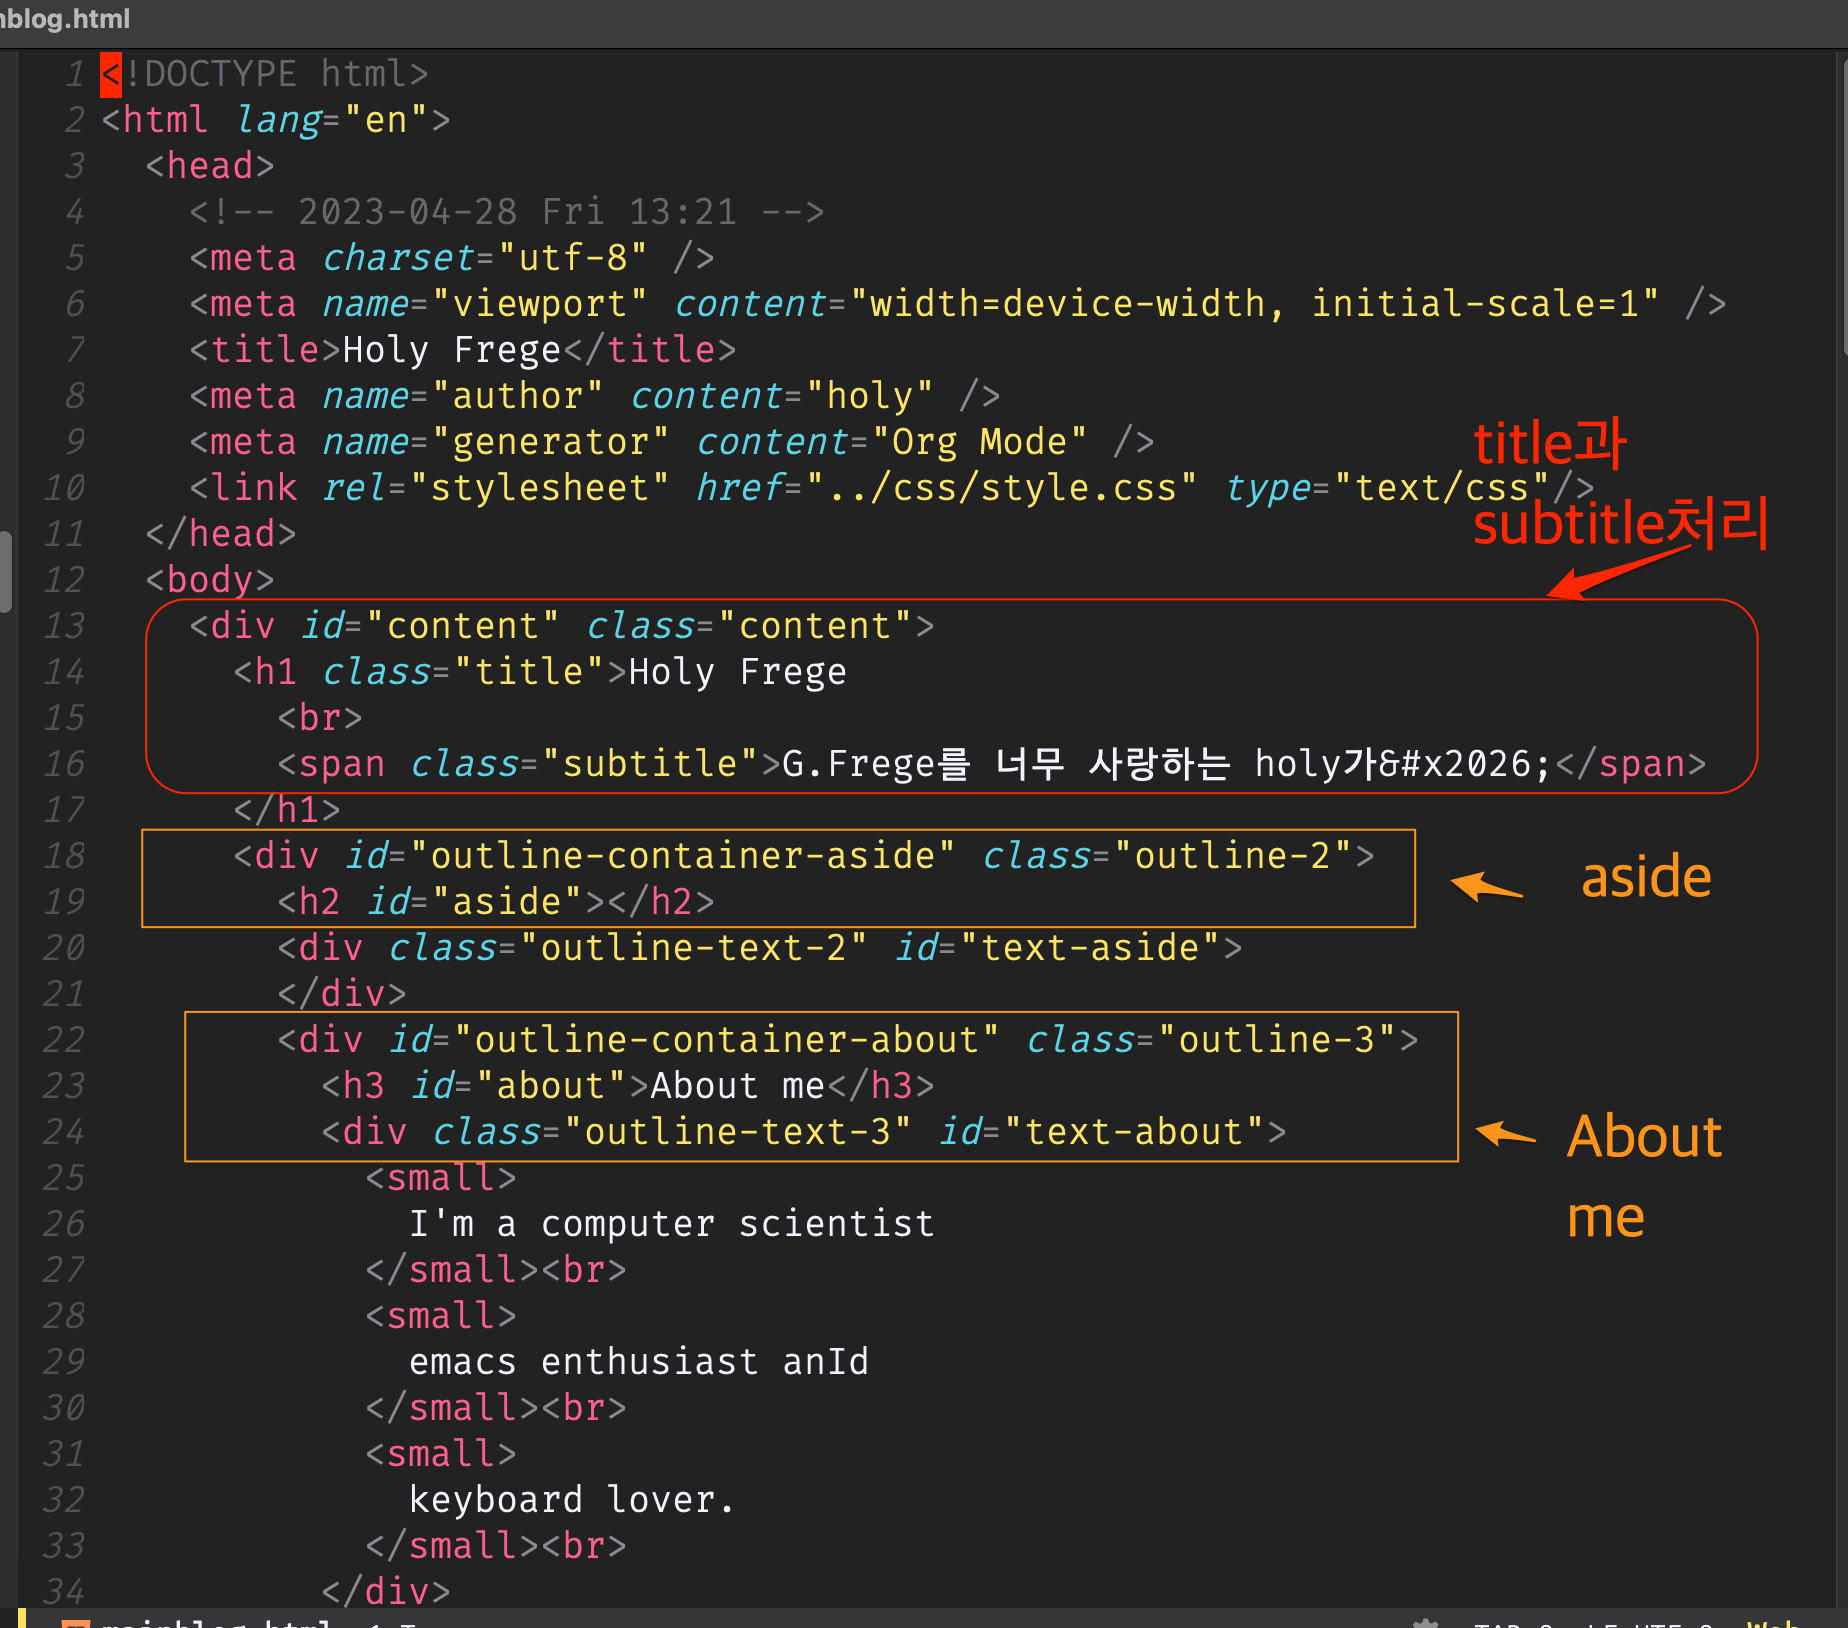 nblog.html
1 <!DOCTYPE html>
2 <html lang="en">
3 <head>
4 <!-- 2023-04-28 Fri 13:21 -->
5 <meta charset="utf-8" />
6 <meta name="viewport" content="width=device-width, initial-scale=1" />
7 <title>Holy Frege</title>
8 <meta name="author" content="holy" />
9 <meta name="generator" content="Org Mode" />
title과
10 <link rel="stylesheet" href="../css/style.css" type="text/css"/>
11 </head>
subtitle처리
12 <body>
13 <div id="content" class="content">
14 <h1 class="title">Holy Frege
15 <br>
16 <span class="subtitle">G.Frege를 너무 사랑하는 holy가&#x2026;</span>
17 </h1>
18 <div id="outline-container-aside" class="outline-2">
aside
19 <h2 id="aside"></h2>
20 <div class="outline-text-2" id="text-aside">
21 </div>
22 <div id="outline-container-about" class="outline-3">
23 <h3 id="about">About me</h3>
24 <div class="outline-text-3" id="text-about">
About
me
25 <small>
26 I'm a computer scientist
27 </small><br>
28 <small>
29 emacs enthusiast anId
30 </small><br>
31 <small>
32 keyboard lover.
33 </small><br>
34 </div>
mainblog.html
Web